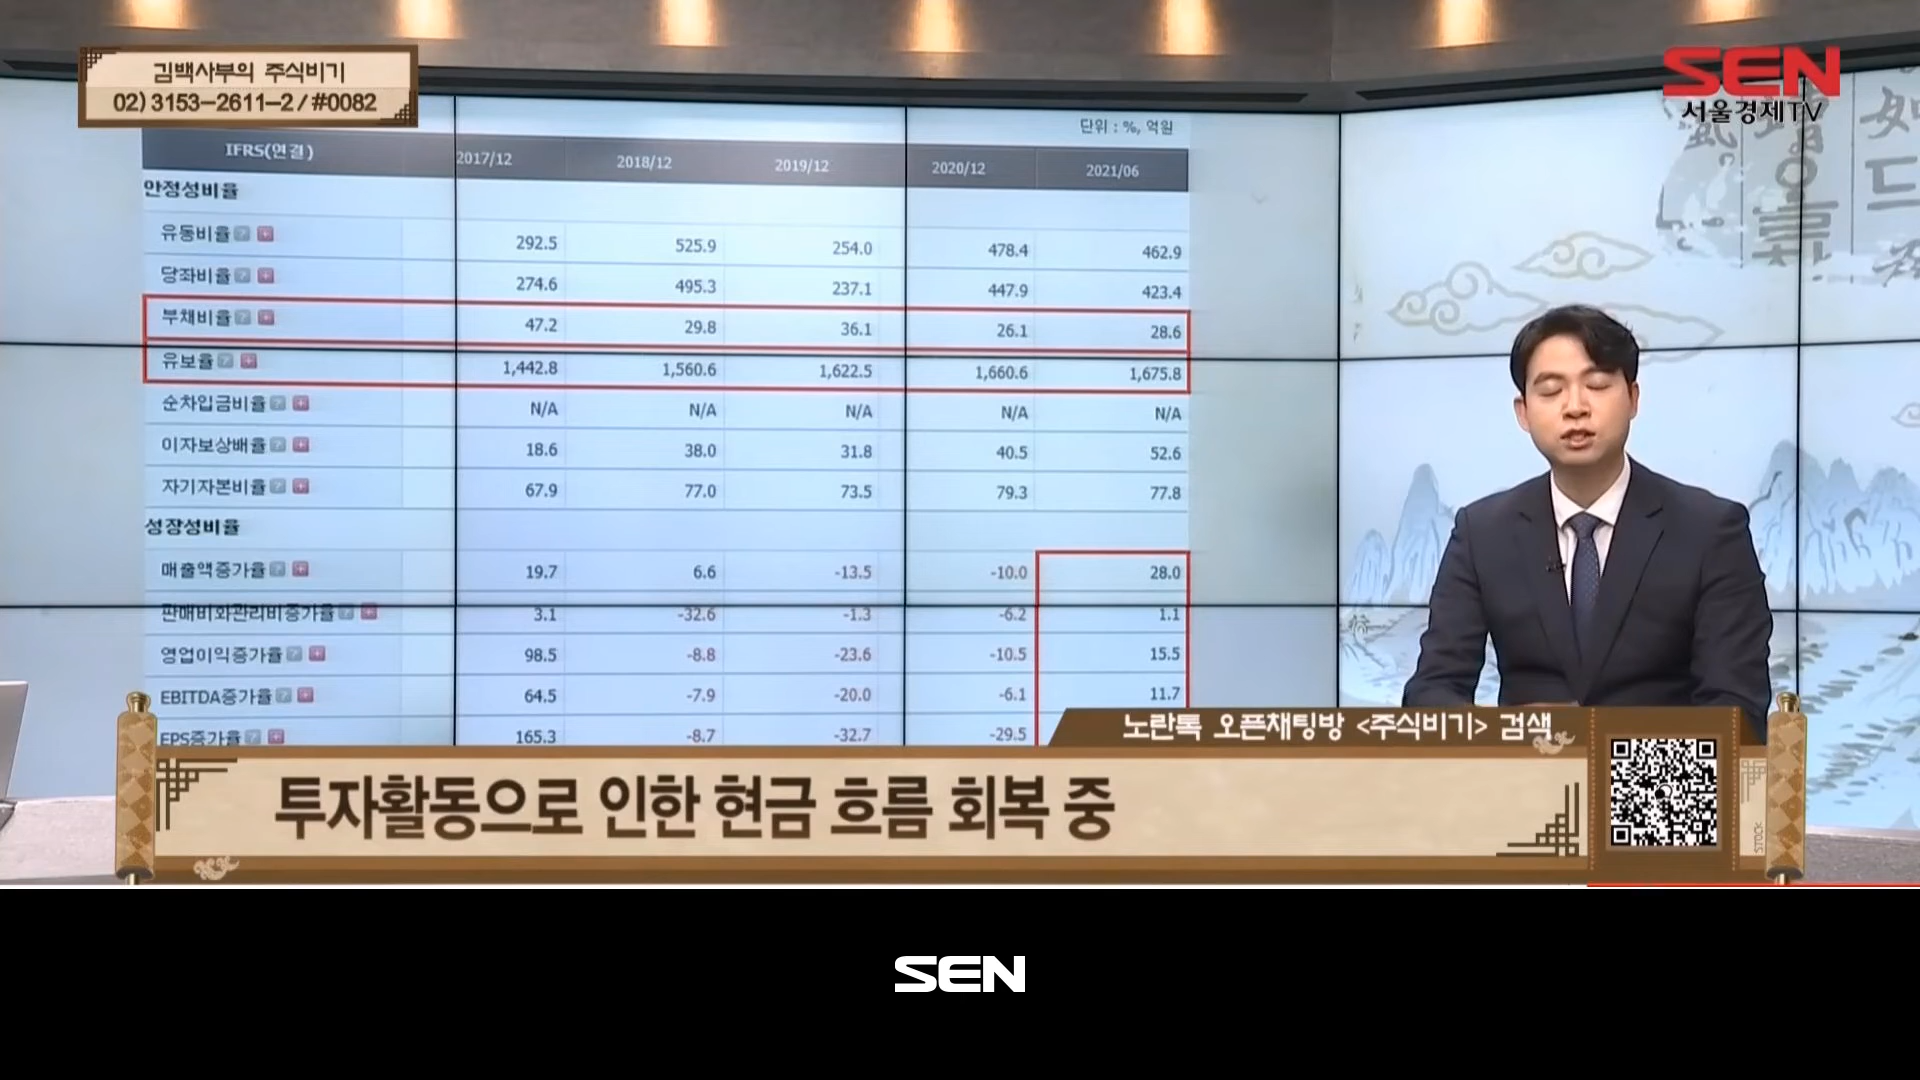 김백사부의 주식비기
02) 3153-2611-2 / #0082
SEN
서울경제TV
단위 : %, 억원
IFRS(연결) 2017/12 2018/12 2019/12 2020/12 2021/06
안정성비율
유동비율 292.5 525.9 254.0 478.4 462.9
당좌비율 274.6 495.3 237.1 447.9 423.4
부채비율 47.2 29.8 36.1 26.1 28.6
유보율 1,442.8 1,560.6 1,622.5 1,660.6 1,675.8
순차입금비율 N/A N/A N/A N/A N/A
이자보상배율 18.6 38.0 31.8 40.5 52.6
자기자본비율 67.9 77.0 73.5 79.3 77.8
성장성비율
매출액증가율 19.7 6.6 -13.5 -10.0 28.0
판매비와관리비증가율 3.1 -32.6 -1.3 -6.2 1.1
영업이익증가율 98.5 -8.8 -23.6 -10.5 15.5
EBITDA증가율 64.5 -7.9 -20.0 -6.1 11.7
EPS증가율 165.3 -8.7 -32.7 -29.5
노란톡 오픈채팅방 <주식비기> 검색
투자활동으로 인한 현금 흐름 회복 중
STOCK
SEN